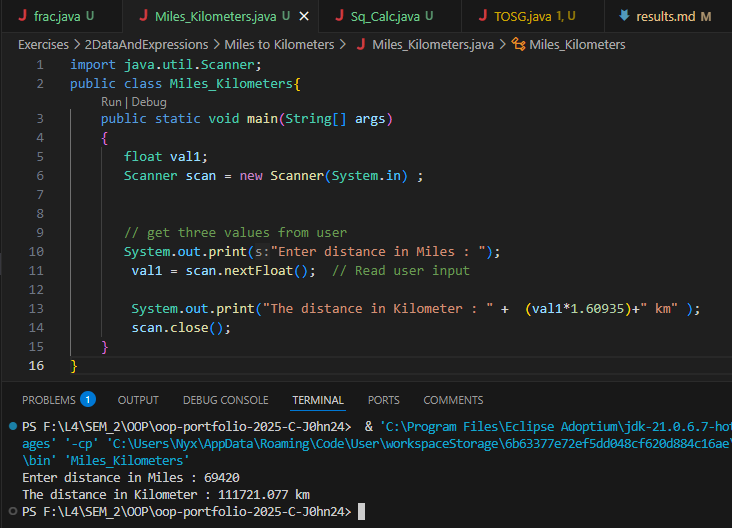 frac.java U Miles_Kilometers.java U Sq_Calc.java U TOSG.java 1, U results.md M
Exercises > 2DataAndExpressions > Miles to Kilometers > Miles_Kilometers.java > Miles_Kilometers
1 import java.util.Scanner;
2 public class Miles_Kilometers{
Run | Debug
3 public static void main(String[] args)
4 {
5 float val1;
6 Scanner scan = new Scanner(System.in) ;
7
8
9 // get three values from user
10 System.out.print(s:"Enter distance in Miles : ");
11 val1 = scan.nextFloat(); // Read user input
12
13 System.out.print("The distance in Kilometer : " + (val1*1.60935)+" km" );
14 scan.close();
15 }
16 }
PROBLEMS 1 OUTPUT DEBUG CONSOLE TERMINAL PORTS COMMENTS
PS F:\L4\SEM_2\OOP\oop-portfolio-2025-C-J0hn24> & 'C:\Program Files\Eclipse Adoptium\jdk-21.0.6.7-hot
ages' '-cp' 'C:\Users\Nyx\AppData\Roaming\Code\User\workspaceStorage\6b63377e72ef5dd048cf620d884c16ae\
\bin' 'Miles_Kilometers'
Enter distance in Miles : 69420
The distance in Kilometer : 111721.077 km
PS F:\L4\SEM_2\OOP\oop-portfolio-2025-C-J0hn24>